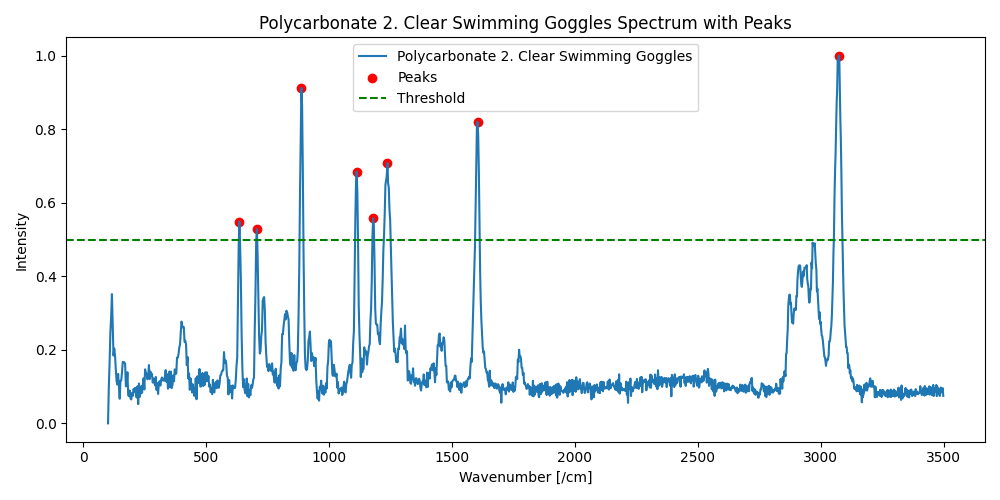 Polycarbonate 2. Clear Swimming Goggles Spectrum with Peaks
Polycarbonate 2. Clear Swimming Goggles
Peaks
Threshold
Intensity
1.0
0.8
0.6
0.4
0.2
0.0
0 500 1000 1500 2000 2500 3000 3500
Wavenumber [/cm]